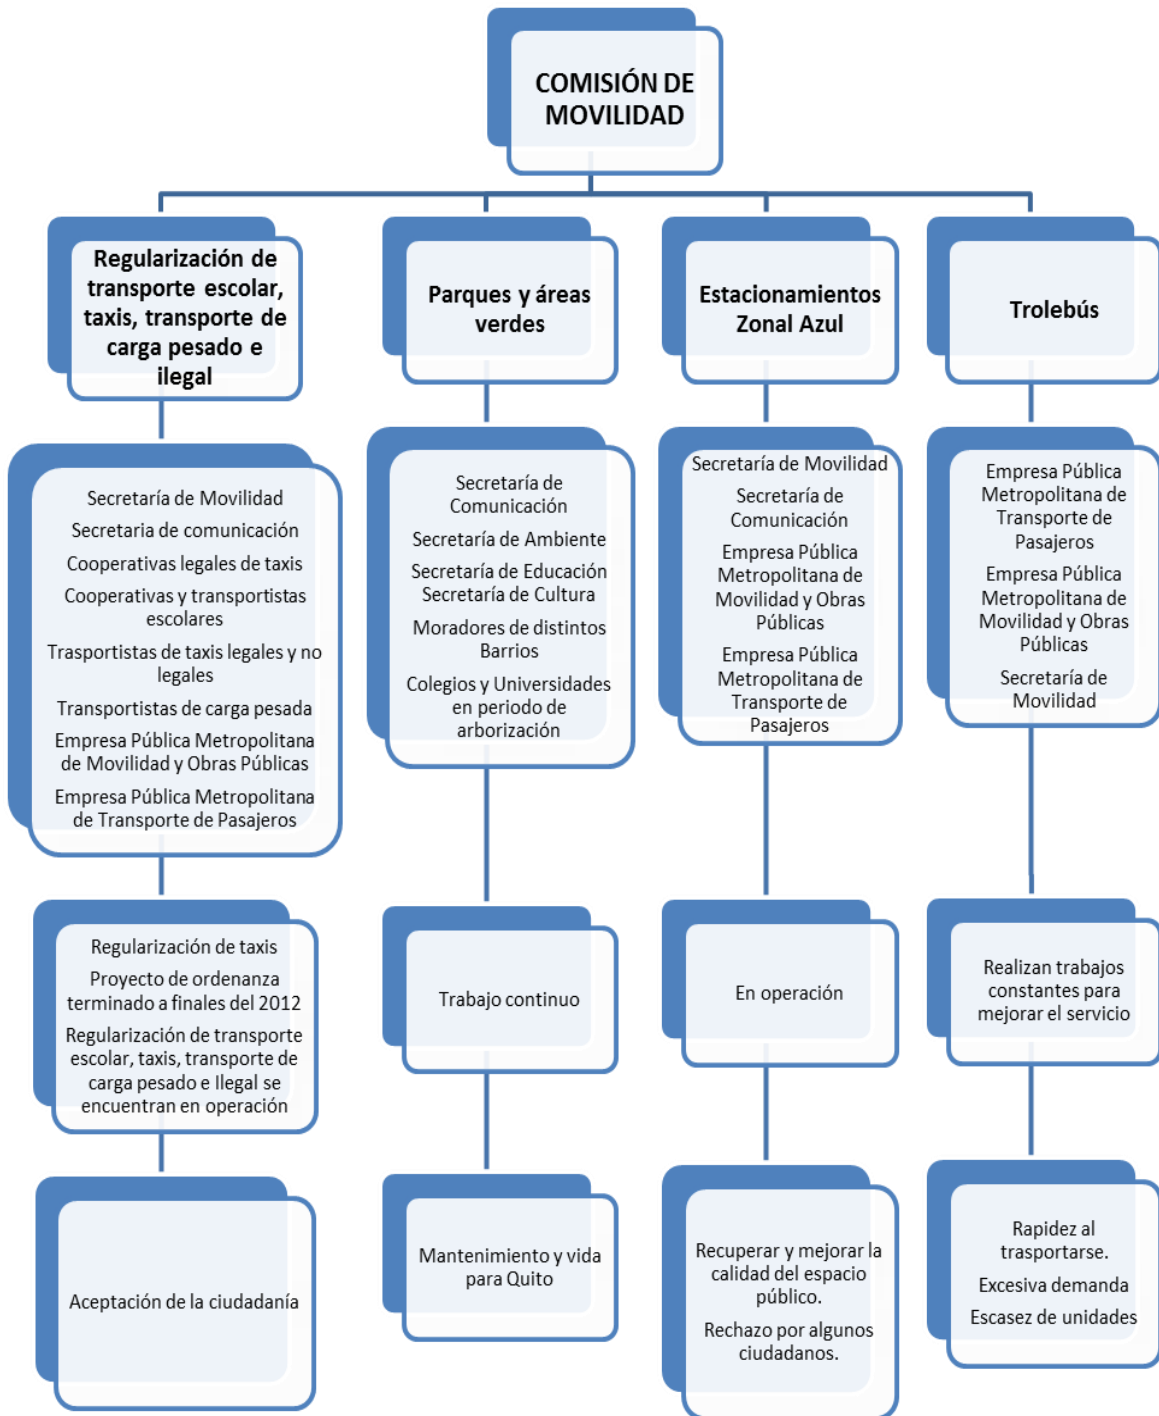 COMISIÓN DE
MOVILIDAD
Regularización de
transporte escolar,
taxis, transporte de
carga pesado e
ilegal
Parques y áreas
verdes
Estacionamientos
Zonal Azul
Trolebús
Secretaría de Movilidad
Secretaria de comunicación
Cooperativas legales de taxis
Cooperativas y transportistas
escolares
Trasportistas de taxis legales y no
legales
Transportistas de carga pesada
Empresa Pública Metropolitana
de Movilidad y Obras Públicas
Empresa Pública Metropolitana
de Transporte de Pasajeros
Secretaría de
Comunicación
Secretaría de Ambiente
Secretaría de Educación
Secretaría de Cultura
Moradores de distintos
Barrios
Colegios y Universidades
en periodo de
arborización
Secretaría de Movilidad
Secretaría de
Comunicación
Empresa Pública
Metropolitana de
Movilidad y Obras
Públicas
Empresa Pública
Metropolitana de
Transporte de
Pasajeros
Empresa Pública
Metropolitana de
Transporte de
Pasajeros
Empresa Pública
Metropolitana de
Movilidad y Obras
Públicas
Secretaría de
Movilidad
Regularización de taxis
Proyecto de ordenanza
terminado a finales del 2012
Regularización de transporte
escolar, taxis, transporte de
carga pesado e Ilegal se
encuentran en operación
Trabajo continuo
En operación
Realizan trabajos
constantes para
mejorar el servicio
Aceptación de la ciudadanía
Mantenimiento y vida
para Quito
Recuperar y mejorar la
calidad del espacio
público.
Rechazo por algunos
ciudadanos.
Rapidez al
trasportarse.
Excesiva demanda
Escasez de unidades